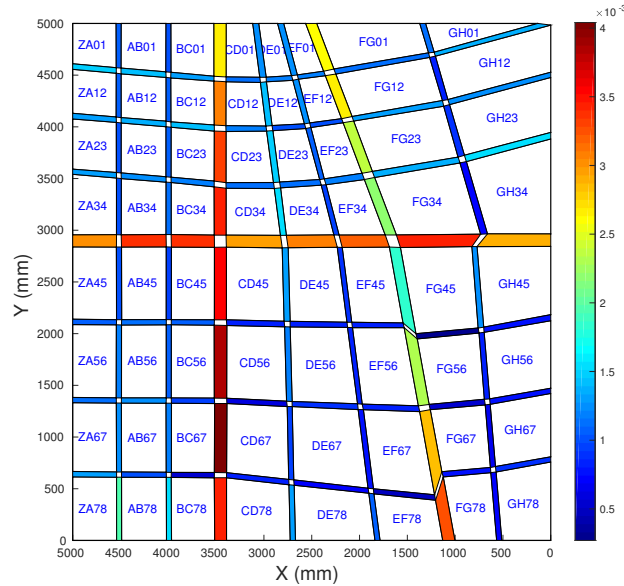 4 ×10⁻³
5000 ZA01 AB01 BC01 CD01 DE01 EF01 FG01 GH01
4500
ZA12 AB12 BC12 CD12 DE12 EF12 FG12 GH12 3.5
4000
ZA23 AB23 BC23 CD23 DE23 EF23 FG23 GH23 3
3500
ZA34 AB34 BC34 CD34 DE34 EF34 FG34 GH34
3000
2.5
2500 ZA45 AB45 BC45 CD45 DE45 EF45 FG45 GH45
2000 2
ZA56 AB56 BC56 CD56 DE56 EF56 FG56 GH56
1500
1.5
1000 ZA67 AB67 BC67 CD67 DE67 EF67 FG67 GH67
1
500
ZA78 AB78 BC78 CD78 DE78 EF78 FG78 GH78 0.5
0
5000 4500 4000 3500 3000 2500 2000 1500 1000 500 0
X (mm)
Y (mm)